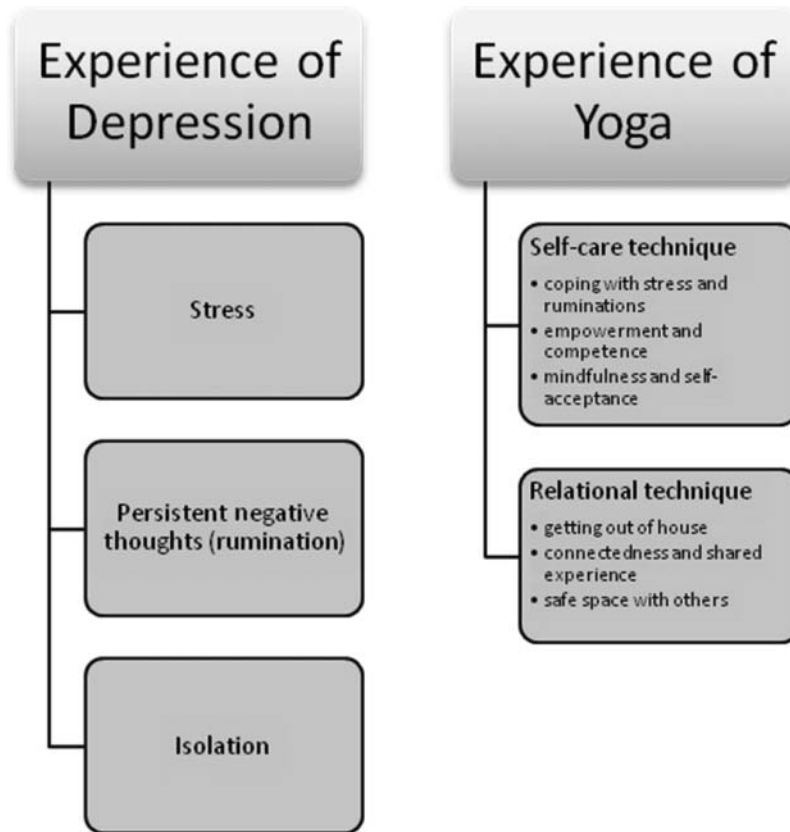 Experience of
Depression
Stress
Persistent negative
thoughts (rumination)
Isolation
Experience of
Yoga
Self-care technique
• coping with stress and
ruminations
• empowerment and
competence
• mindfulness and self-
acceptance
Relational technique
• getting out of house
• connectedness and shared
experience
• safe space with others